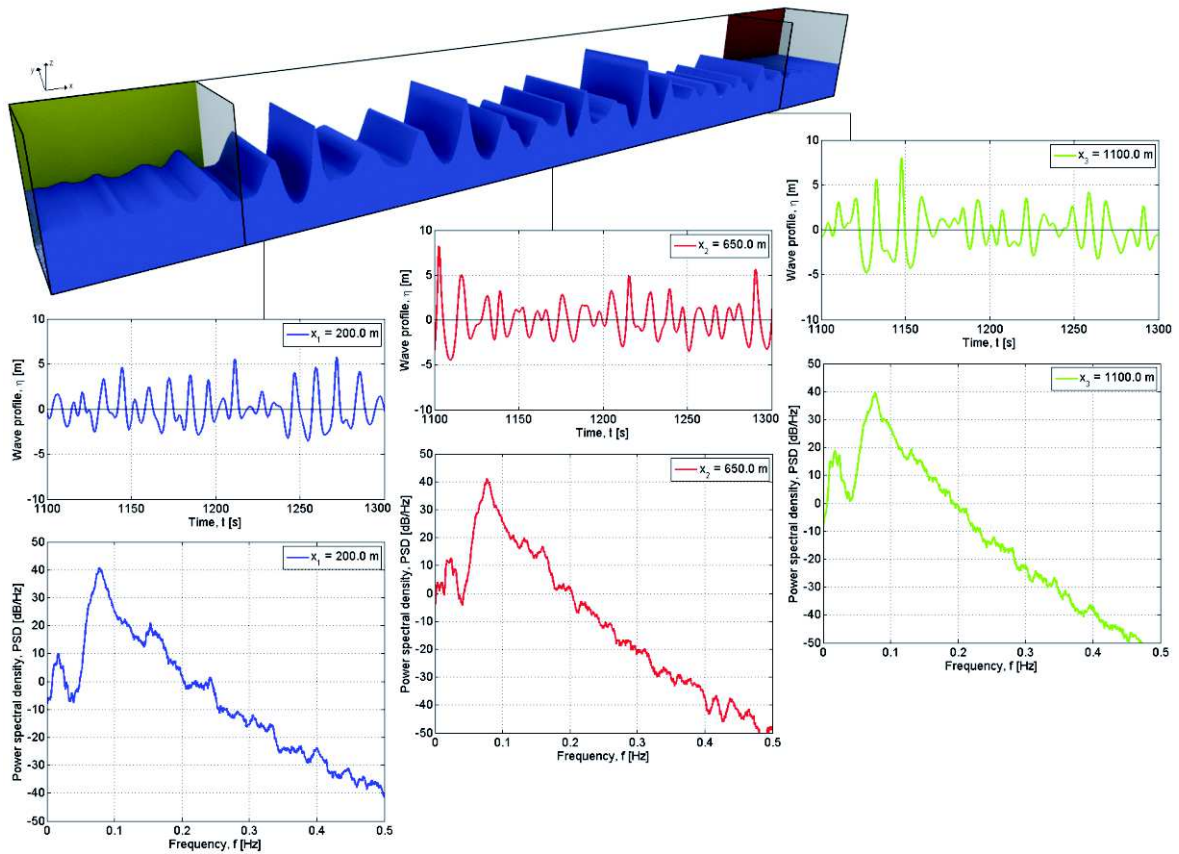 z
y
x
x3 = 1100.0 m
10
5
0
-5
-10
Wave profile, η [m]
1100 1150 1200 1250 1300
Time, t [s]
x2 = 650.0 m
10
5
0
-5
-10
Wave profile, η [m]
1100 1150 1200 1250 1300
Time, t [s]
x1 = 200.0 m
10
5
0
-5
-10
Wave profile, η [m]
1100 1150 1200 1250 1300
Time, t [s]
x3 = 1100.0 m
50
40
30
20
10
0
-10
-20
-30
-40
-50
Power spectral density, PSD [dB/Hz]
0 0.1 0.2 0.3 0.4 0.5
Frequency, f [Hz]
x2 = 650.0 m
50
40
30
20
10
0
-10
-20
-30
-40
-50
Power spectral density, PSD [dB/Hz]
0 0.1 0.2 0.3 0.4 0.5
Frequency, f [Hz]
x1 = 200.0 m
50
40
30
20
10
0
-10
-20
-30
-40
-50
Power spectral density, PSD [dB/Hz]
0 0.1 0.2 0.3 0.4 0.5
Frequency, f [Hz]